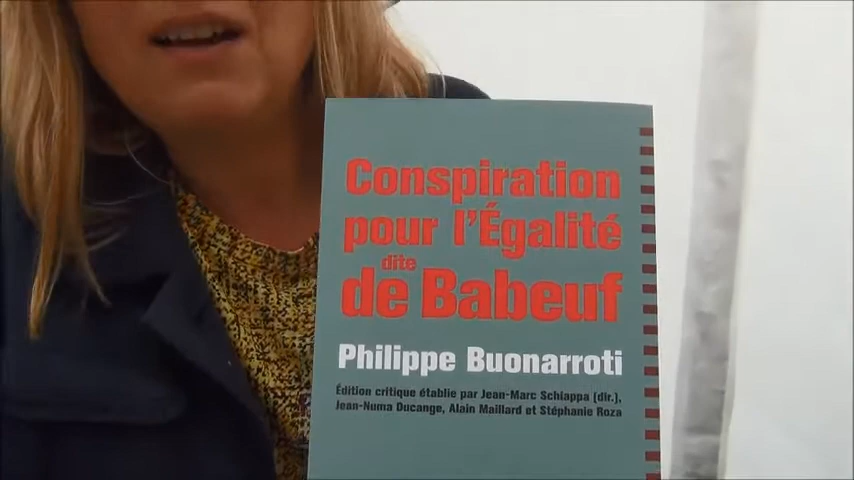 Conspiration
pour l'Égalité
dite
de Babeuf
Philippe Buonarroti
Édition critique établie par Jean-Marc Schiappa (dir.),
Jean-Numa Ducange, Alain Maillard et Stéphanie Roza